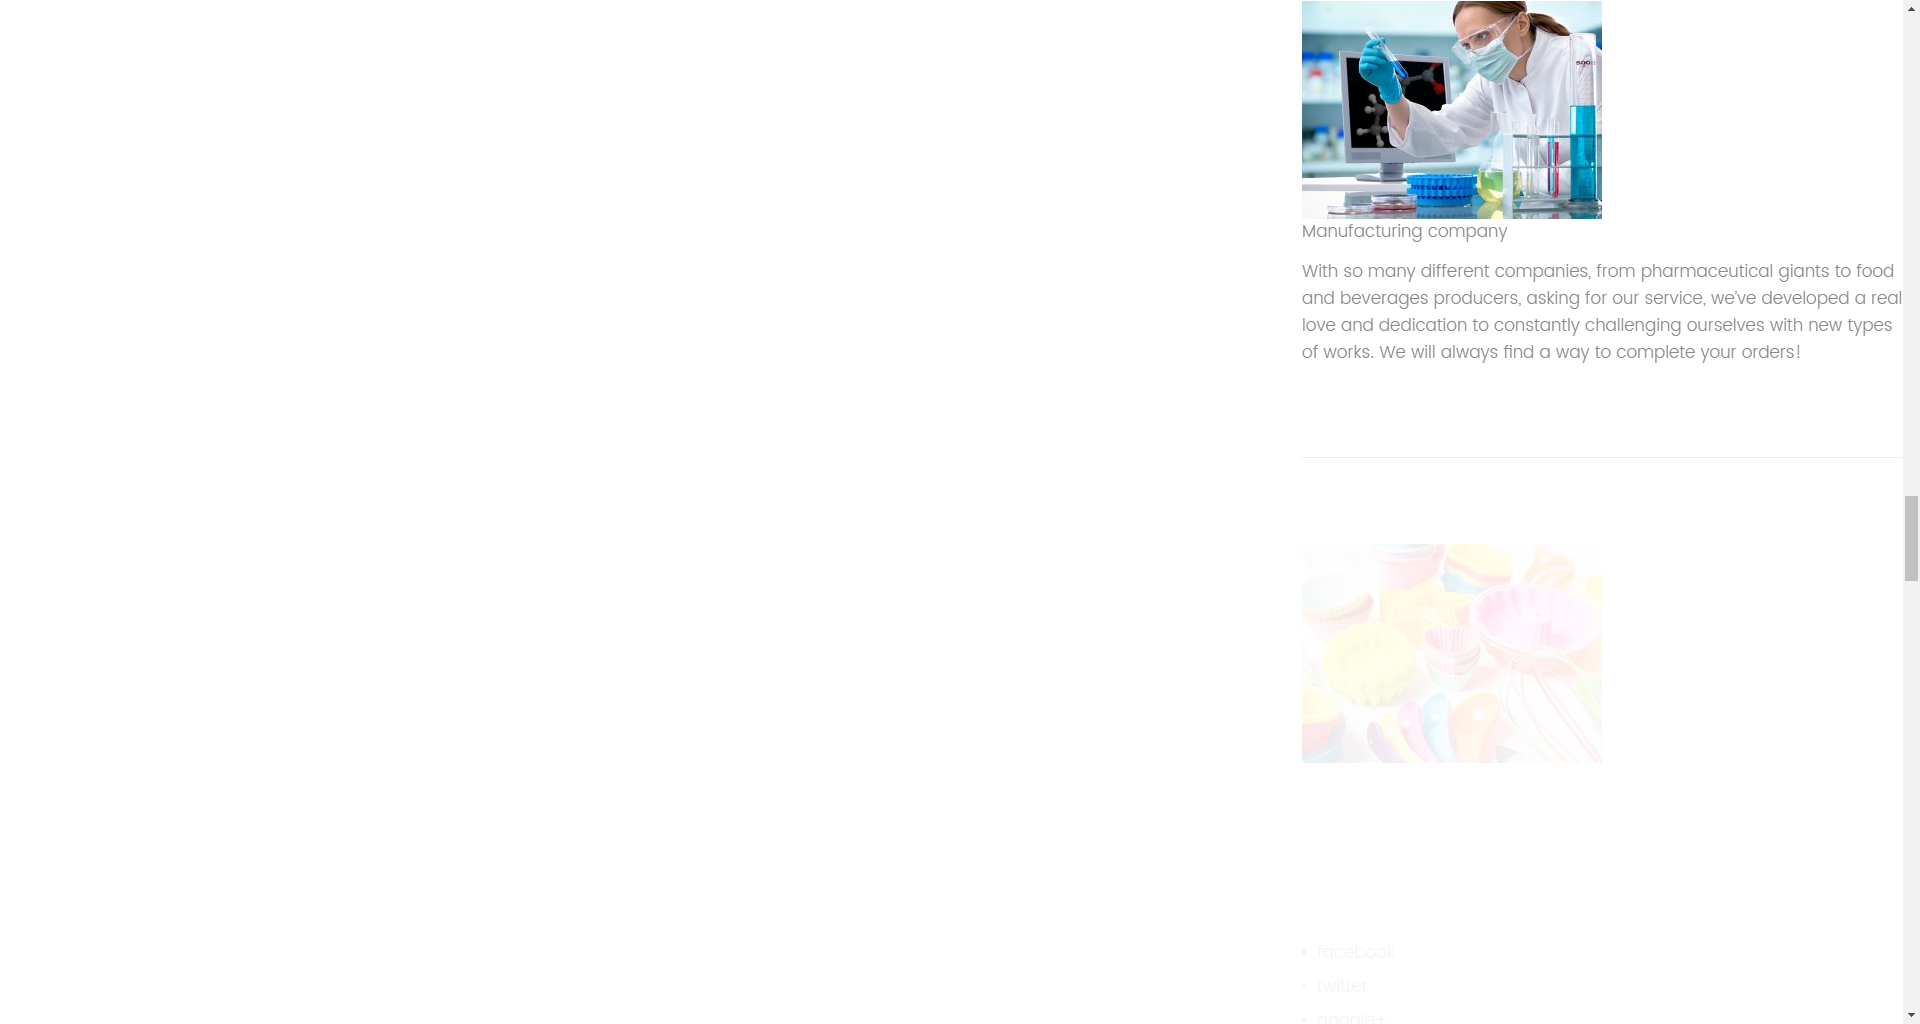 Manufacturing company
With so many different companies, from pharmaceutical giants to food
and beverages producers, asking for our service, we’ve developed a real
love and dedication to constantly challenging ourselves with new types
of works. We will always find a way to complete your orders!
• facebook
• twitter
• google+